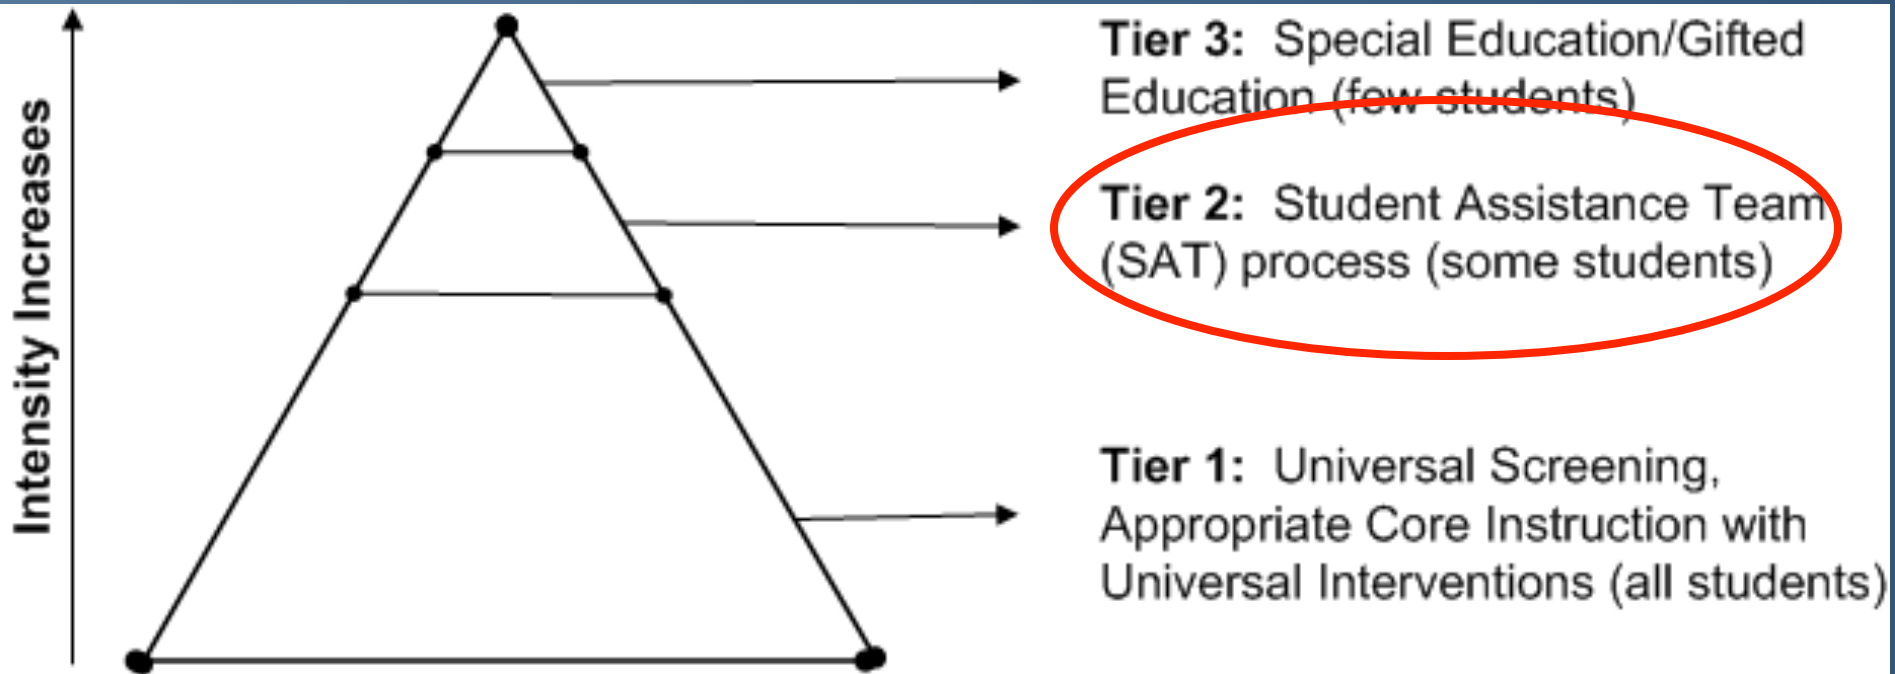 Intensity Increases
Tier 3: Special Education/Gifted
Education (few students)
Tier 2: Student Assistance Team
(SAT) process (some students)
Tier 1: Universal Screening,
Appropriate Core Instruction with
Universal Interventions (all students)